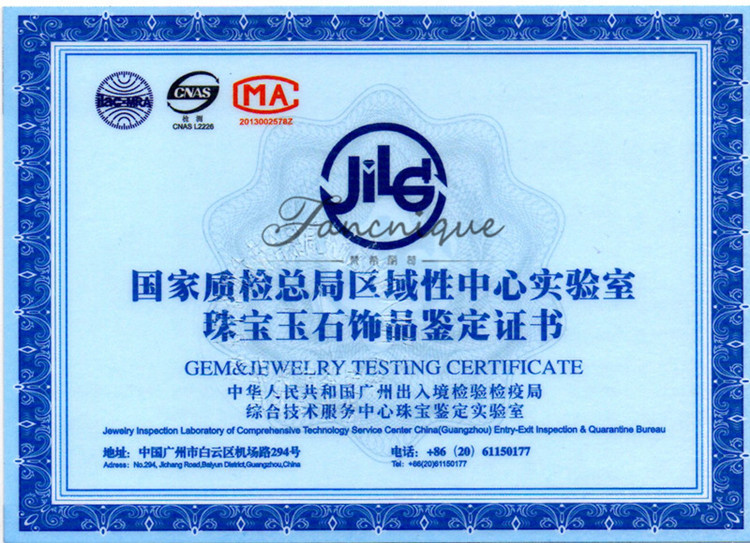 ilac-MRA
CNAS
检测
CNAS L2226
MA
2013002578Z
JILG
Fancnique
国家质检总局区域性中心实验室
珠宝玉石饰品鉴定证书
GEM&JEWELRY TESTING CERTIFICATE
中华人民共和国广州出入境检验检疫局
综合技术服务中心珠宝鉴定实验室
Jewelry Inspection Laboratory of Comprehensive Technology Service Center China(Guangzhou) Entry-Exit Inspection & Quarantine Bureau
地址: 中国广州市白云区机场路294号
电话: +86 (20) 61150177
Adress: No.294, Jichang Road,Baiyun District,Guangzhou,China
Tel: +86(20)61150177